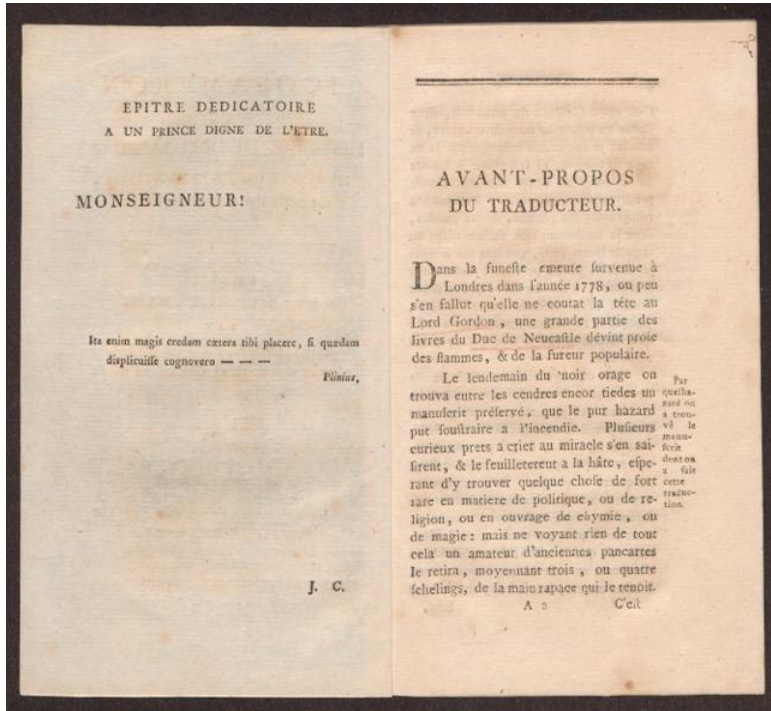 EPITRE DEDICATOIRE
A UN PRINCE DIGNE DE L'ETRE.
MONSEIGNEUR!
Ita enim magis credam cætera tibi placere, ſi quædam
diſplicuiſſe cognovero — — —
Plinius,
J. C.
AVANT-PROPOS
DU TRADUCTEUR.
Dans la funeſte emeute ſurvenue à
Londres dans l'année 1778, ou peu
s'en fallut qu'elle ne coutat la tête au
Lord Gordon, une grande partie des
livres du Duc de Neucaſtle dévint proie
des flammes, & de la fureur populaire.
Le lendemain du noir orage on
trouva entre les cendres encor tiedes un
manuſcrit préſervé, que le pur hazard
put ſouſtraire a l'incendie. Pluſieurs
curieux prets a crier au miracle s'en sai-
ſirent, & le feuilleterent a la hâte, eſpe-
rant d'y trouver quelque choſe de fort
rare en matiere de politique, ou de re-
ligion, ou en ouvrage de chymie, ou
de magie: mais ne voyant rien de tout
cela un amateur d'anciennes pancartes
le retira, moyennant trois, ou quatre
ſchelings, de la main rapace qui le tenoit.
Par
quelha-
zard on
a trou-
vé le
manu-
ſcrit
dont on
a fait
cette
traduc-
tion
A 2
C'eſt